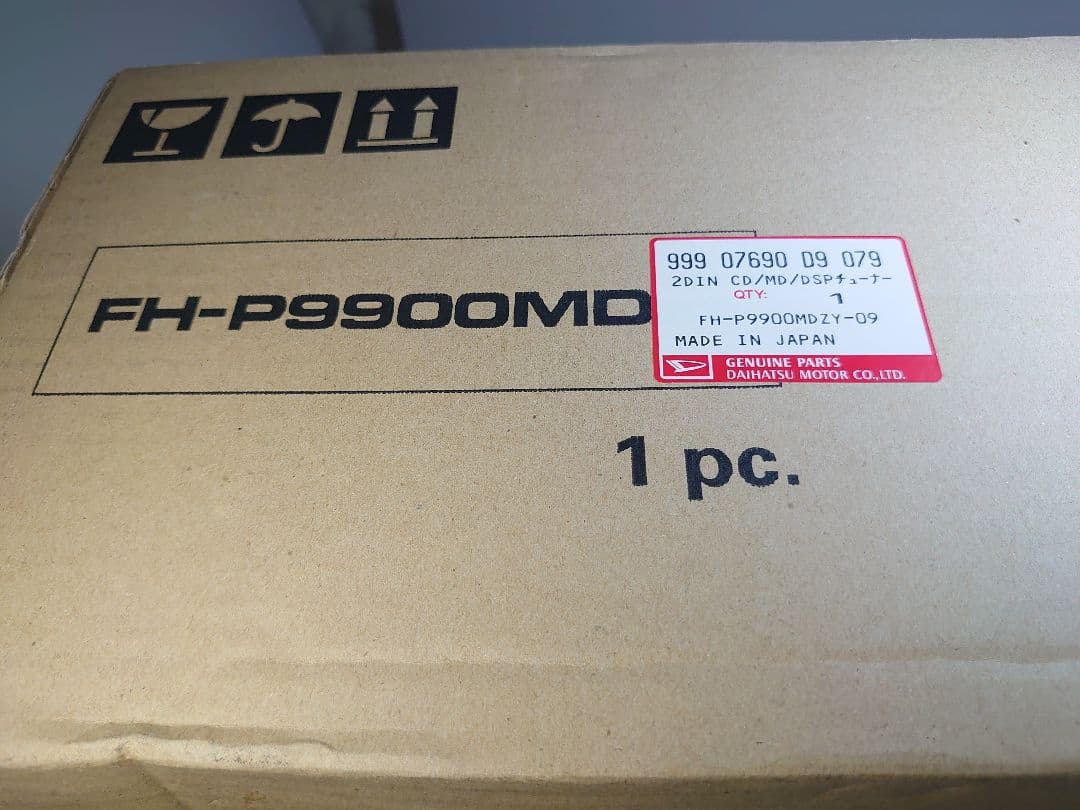 FH-P9900MD
999 07690 D9 079
2DIN CD/MD/DSPチューナー
QTY: 1
FH-P9900MDZY-09
MADE IN JAPAN
GENUINE PARTS
DAIHATSU MOTOR CO.,LTD.
1 pc.